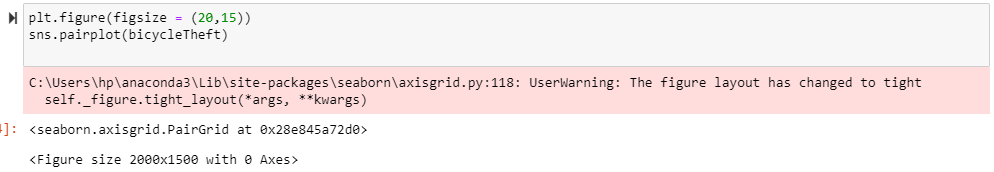 plt.figure(figsize = (20,15))
sns.pairplot(bicycleTheft)
C:\Users\hp\anaconda3\Lib\site-packages\seaborn\axisgrid.py:118: UserWarning: The figure layout has changed to tight
  self._figure.tight_layout(*args, **kwargs)
]: <seaborn.axisgrid.PairGrid at 0x28e845a72d0>
<Figure size 2000x1500 with 0 Axes>